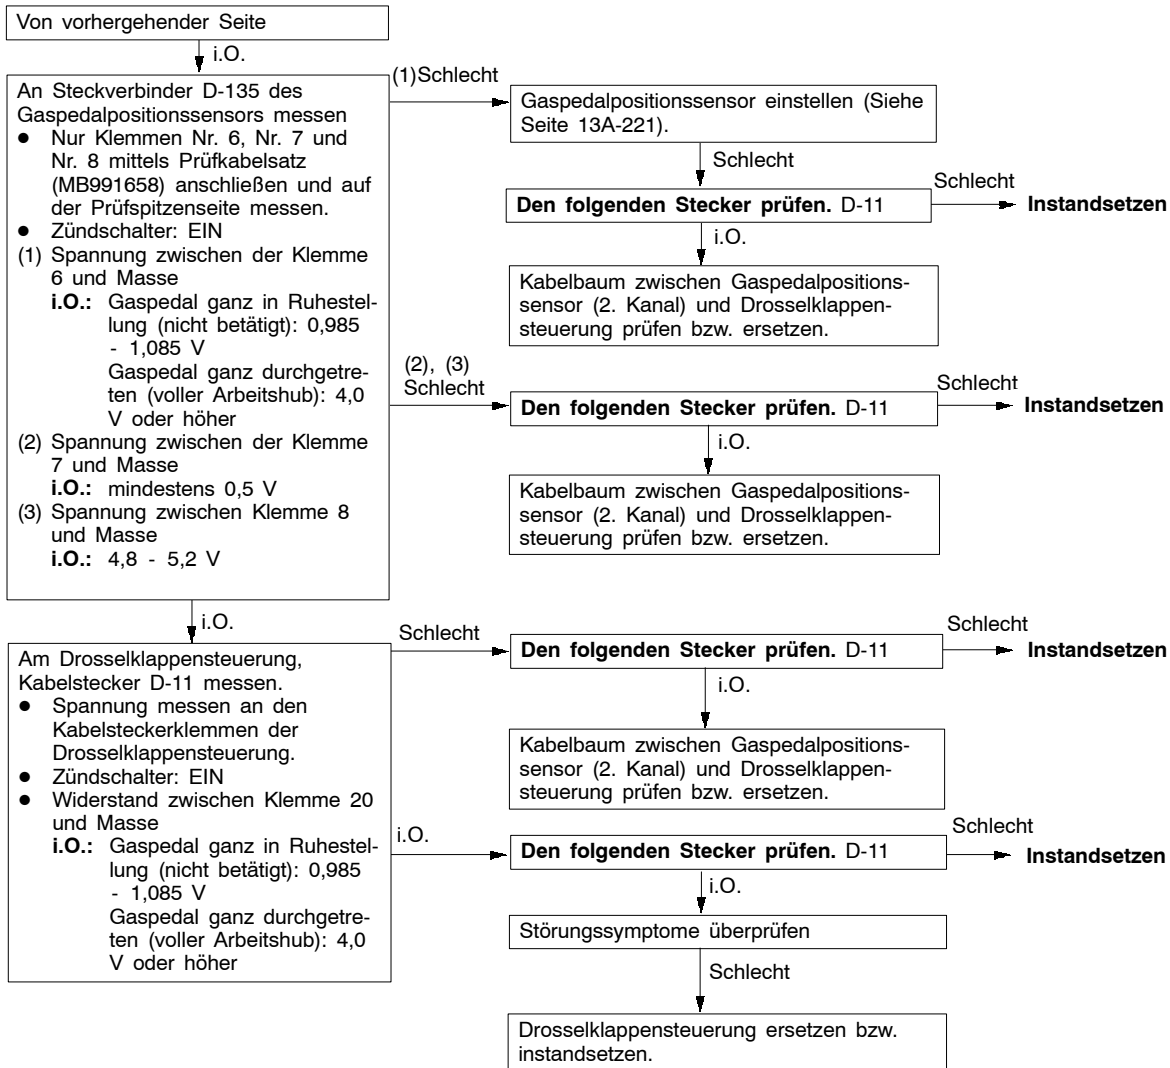 Von vorhergehender Seite
i.O.
An Steckverbinder D-135 des
Gaspedalpositionssensors messen
● Nur Klemmen Nr. 6, Nr. 7 und
Nr. 8 mittels Prüfkabelsatz
(MB991658) anschließen und auf
der Prüfspitzenseite messen.
● Zündschalter: EIN
(1) Spannung zwischen der Klemme
6 und Masse
i.O.: Gaspedal ganz in Ruhestel-
lung (nicht betätigt): 0,985
- 1,085 V
Gaspedal ganz durchgetre-
ten (voller Arbeitshub): 4,0
V oder höher
(2) Spannung zwischen der Klemme
7 und Masse
i.O.: mindestens 0,5 V
(3) Spannung zwischen Klemme 8
und Masse
i.O.: 4,8 - 5,2 V
(1)Schlecht
Gaspedalpositionssensor einstellen (Siehe
Seite 13A-221).
Schlecht
Den folgenden Stecker prüfen. D-11
Schlecht
Instandsetzen
i.O.
Kabelbaum zwischen Gaspedalpositions-
sensor (2. Kanal) und Drosselklappen-
steuerung prüfen bzw. ersetzen.
(2), (3)
Schlecht
Den folgenden Stecker prüfen. D-11
Schlecht
Instandsetzen
i.O.
Kabelbaum zwischen Gaspedalpositions-
sensor (2. Kanal) und Drosselklappen-
steuerung prüfen bzw. ersetzen.
i.O.
Am Drosselklappensteuerung,
Kabelstecker D-11 messen.
● Spannung messen an den
Kabelsteckerklemmen der
Drosselklappensteuerung.
● Zündschalter: EIN
● Widerstand zwischen Klemme 20
und Masse
i.O.: Gaspedal ganz in Ruhestel-
lung (nicht betätigt): 0,985
- 1,085 V
Gaspedal ganz durchgetre-
ten (voller Arbeitshub): 4,0
V oder höher
Schlecht
Den folgenden Stecker prüfen. D-11
Schlecht
Instandsetzen
i.O.
Kabelbaum zwischen Gaspedalpositions-
sensor (2. Kanal) und Drosselklappen-
steuerung prüfen bzw. ersetzen.
i.O.
Den folgenden Stecker prüfen. D-11
Schlecht
Instandsetzen
i.O.
Störungssymptome überprüfen
Schlecht
Drosselklappensteuerung ersetzen bzw.
instandsetzen.